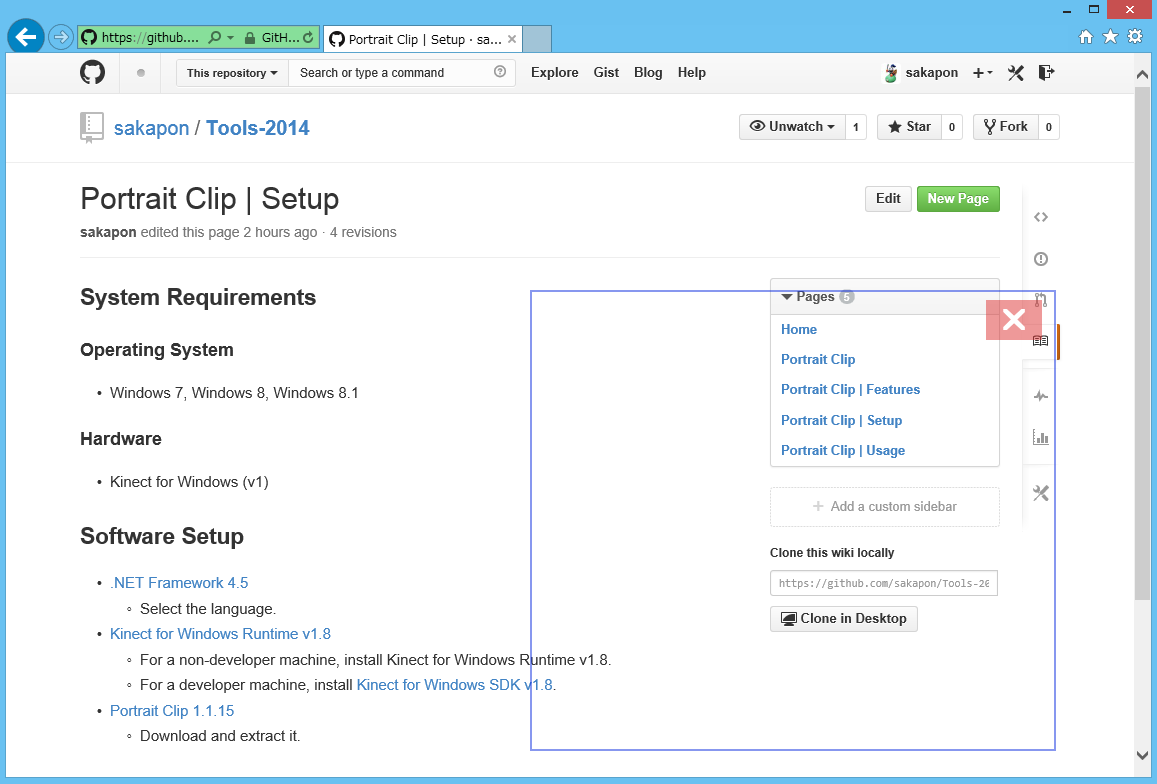 https://github.... GitH... Portrait Clip | Setup · sa...
This repository Search or type a command Explore Gist Blog Help sakapon
sakapon / Tools-2014
Unwatch 1 Star 0 Fork 0
Portrait Clip | Setup
Edit New Page
sakapon edited this page 2 hours ago · 4 revisions
System Requirements
Operating System
• Windows 7, Windows 8, Windows 8.1
Hardware
• Kinect for Windows (v1)
Software Setup
• .NET Framework 4.5
◦ Select the language.
• Kinect for Windows Runtime v1.8
◦ For a non-developer machine, install Kinect for Windows Runtime v1.8.
◦ For a developer machine, install Kinect for Windows SDK v1.8.
• Portrait Clip 1.1.15
◦ Download and extract it.
Pages 5
Home
Portrait Clip
Portrait Clip | Features
Portrait Clip | Setup
Portrait Clip | Usage
+ Add a custom sidebar
Clone this wiki locally
https://github.com/sakapon/Tools-20
Clone in Desktop